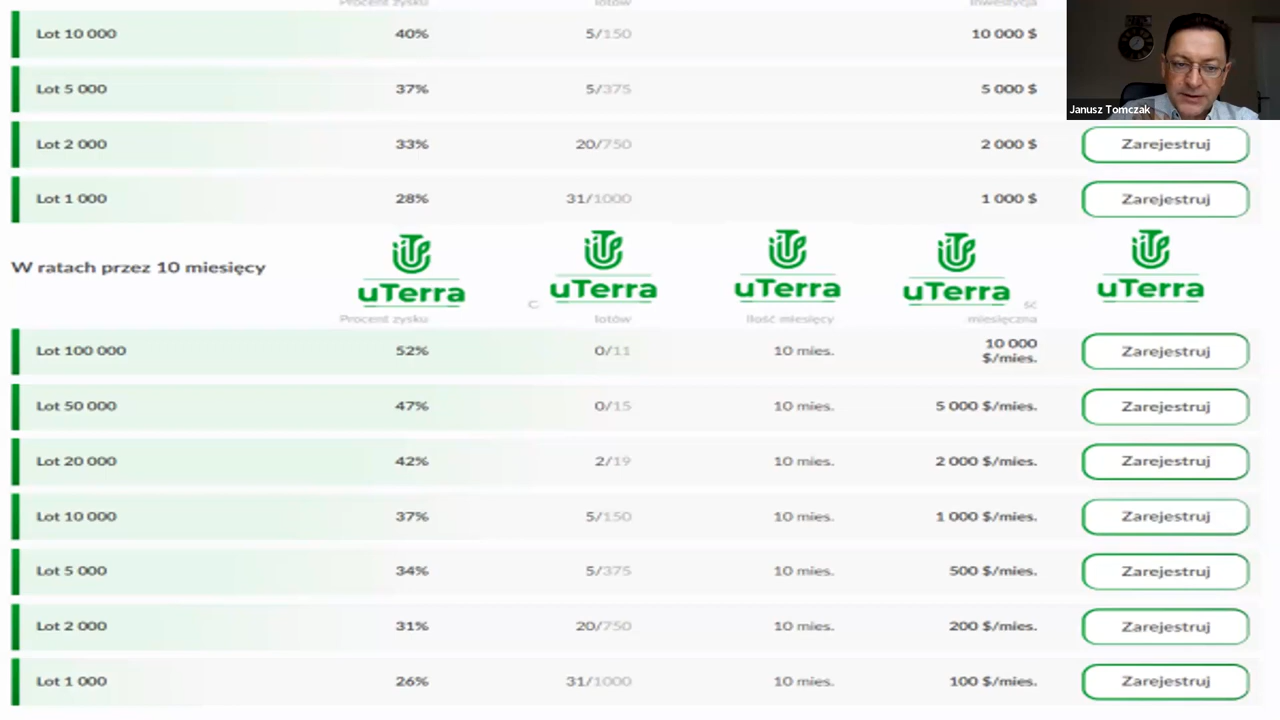 Procent zysku lotów Inwestycja
Lot 10 000 40% 5/150 10 000 $
Janusz Tomczak
Lot 5 000 37% 5/375 5 000 $
Lot 2 000 33% 20/750 2 000 $ Zarejestruj
Lot 1 000 28% 31/1000 1 000 $ Zarejestruj
W ratach przez 10 miesięcy
uTerra uTerra uTerra uTerra uTerra
Procent zysku lotów Ilość miesięcy miesięczna
Lot 100 000 52% 0/11 10 mies. 10 000 $/mies. Zarejestruj
Lot 50 000 47% 0/15 10 mies. 5 000 $/mies. Zarejestruj
Lot 20 000 42% 2/19 10 mies. 2 000 $/mies. Zarejestruj
Lot 10 000 37% 5/150 10 mies. 1 000 $/mies. Zarejestruj
Lot 5 000 34% 5/375 10 mies. 500 $/mies. Zarejestruj
Lot 2 000 31% 20/750 10 mies. 200 $/mies. Zarejestruj
Lot 1 000 26% 31/1000 10 mies. 100 $/mies. Zarejestruj